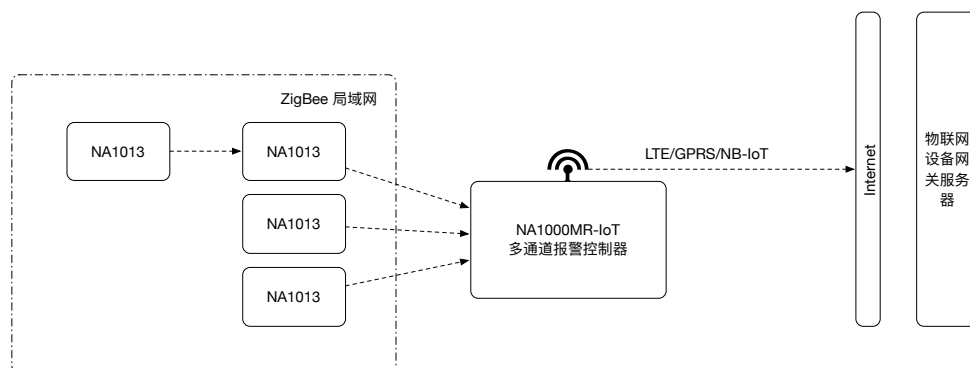 ZigBee 局域网
NA1013
NA1013
NA1013
NA1013
NA1000MR-IoT
多通道报警控制器
LTE/GPRS/NB-IoT
Internet
物联网
设备网
关服务
器